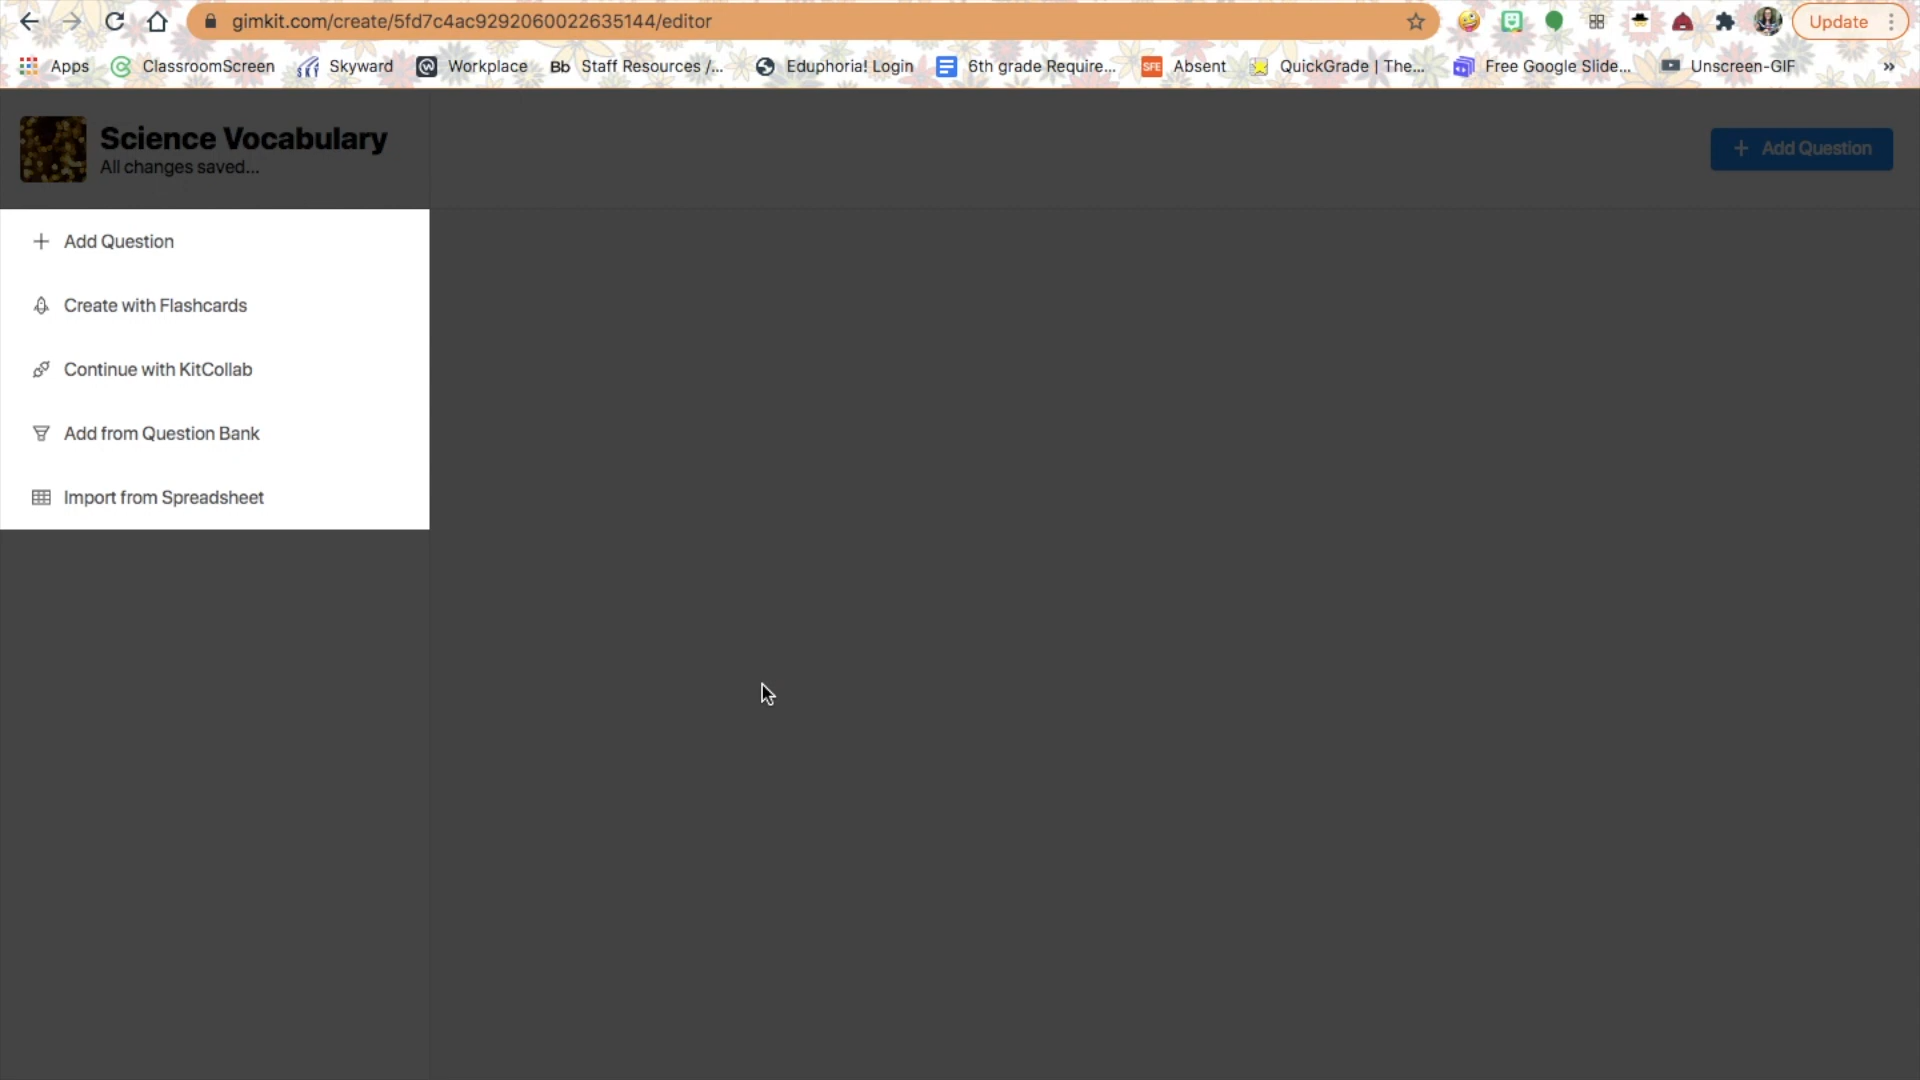 gimkit.com/create/5fd7c4ac9292060022635144/editor
Update
Apps
ClassroomScreen
Skyward
Workplace
Bb Staff Resources /...
Eduphoria! Login
6th grade Require...
SFE Absent
QuickGrade | The...
Free Google Slide...
Unscreen-GIF
»
Science Vocabulary
All changes saved...
+ Add Question
+ Add Question
Create with Flashcards
Continue with KitCollab
Add from Question Bank
Import from Spreadsheet